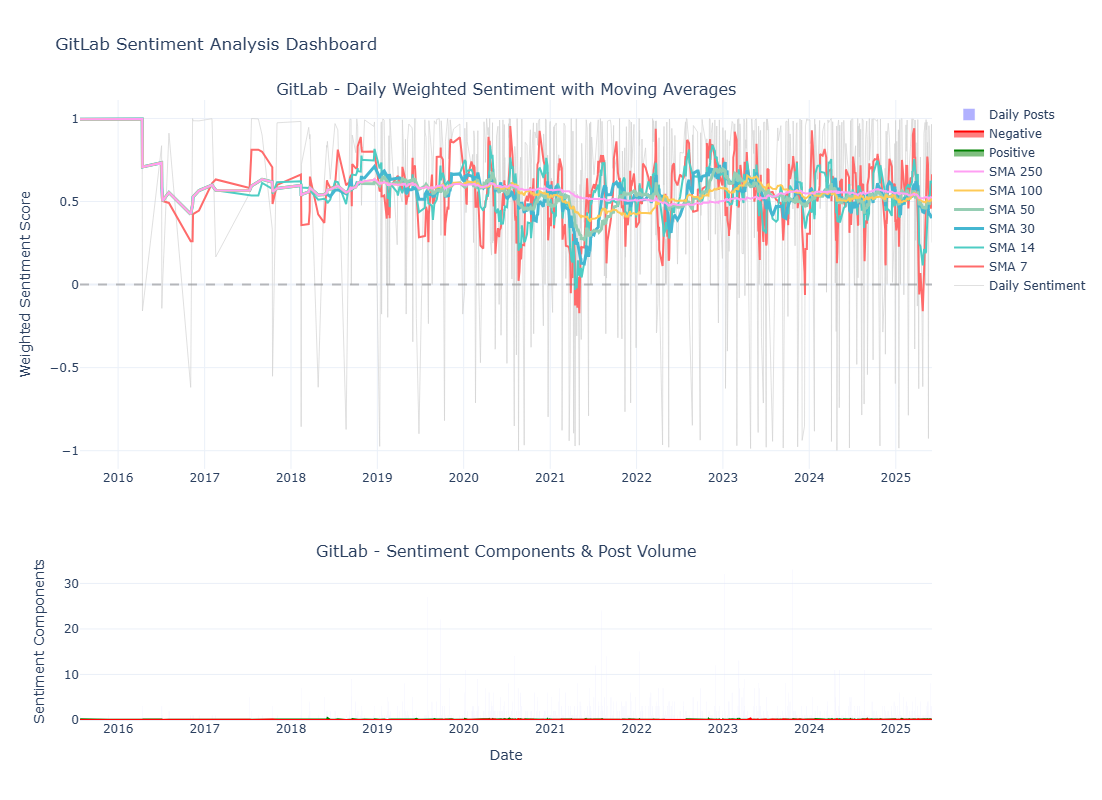 GitLab Sentiment Analysis Dashboard
GitLab - Daily Weighted Sentiment with Moving Averages
Weighted Sentiment Score
1
0.5
0
−0.5
−1
2016 2017 2018 2019 2020 2021 2022 2023 2024 2025
Daily Posts
Negative
Positive
SMA 250
SMA 100
SMA 50
SMA 30
SMA 14
SMA 7
Daily Sentiment
GitLab - Sentiment Components & Post Volume
Sentiment Components
30
20
10
0
2016 2017 2018 2019 2020 2021 2022 2023 2024 2025
Date